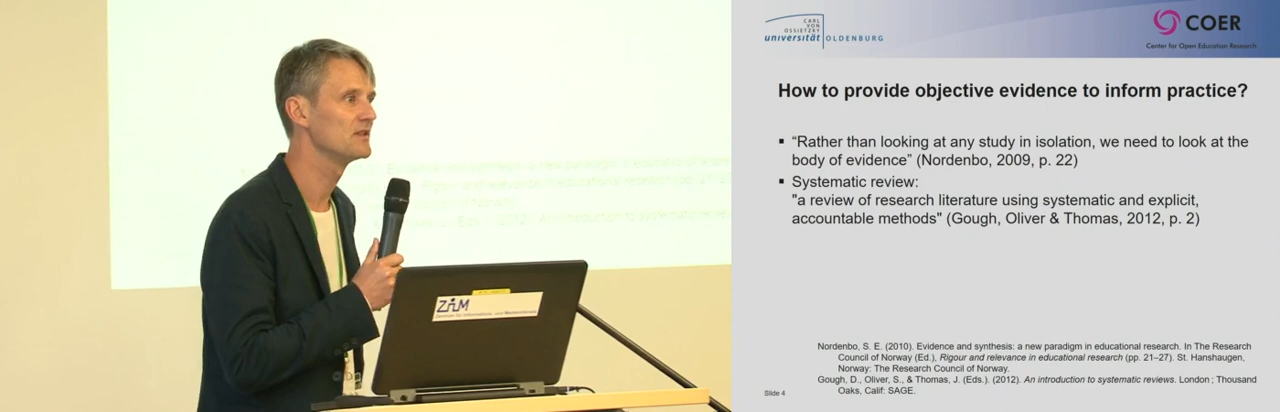 CARL
VON
OSSIETZKY
universität OLDENBURG
COER
Center for Open Education Research
How to provide objective evidence to inform practice?
▪ “Rather than looking at any study in isolation, we need to look at the
body of evidence” (Nordenbo, 2009, p. 22)
▪ Systematic review:
"a review of research literature using systematic and explicit,
accountable methods" (Gough, Oliver & Thomas, 2012, p. 2)
Nordenbo, S. E. (2010). Evidence and synthesis: a new paradigm in educational research. In The Research
Council of Norway (Ed.), Rigour and relevance in educational research (pp. 21–27). St. Hanshaugen,
Norway: The Research Council of Norway.
Gough, D., Oliver, S., & Thomas, J. (Eds.). (2012). An introduction to systematic reviews. London ; Thousand
Oaks, Calif: SAGE.
Slide 4
ZIM
Zentrum für Informations- und Mediendienste